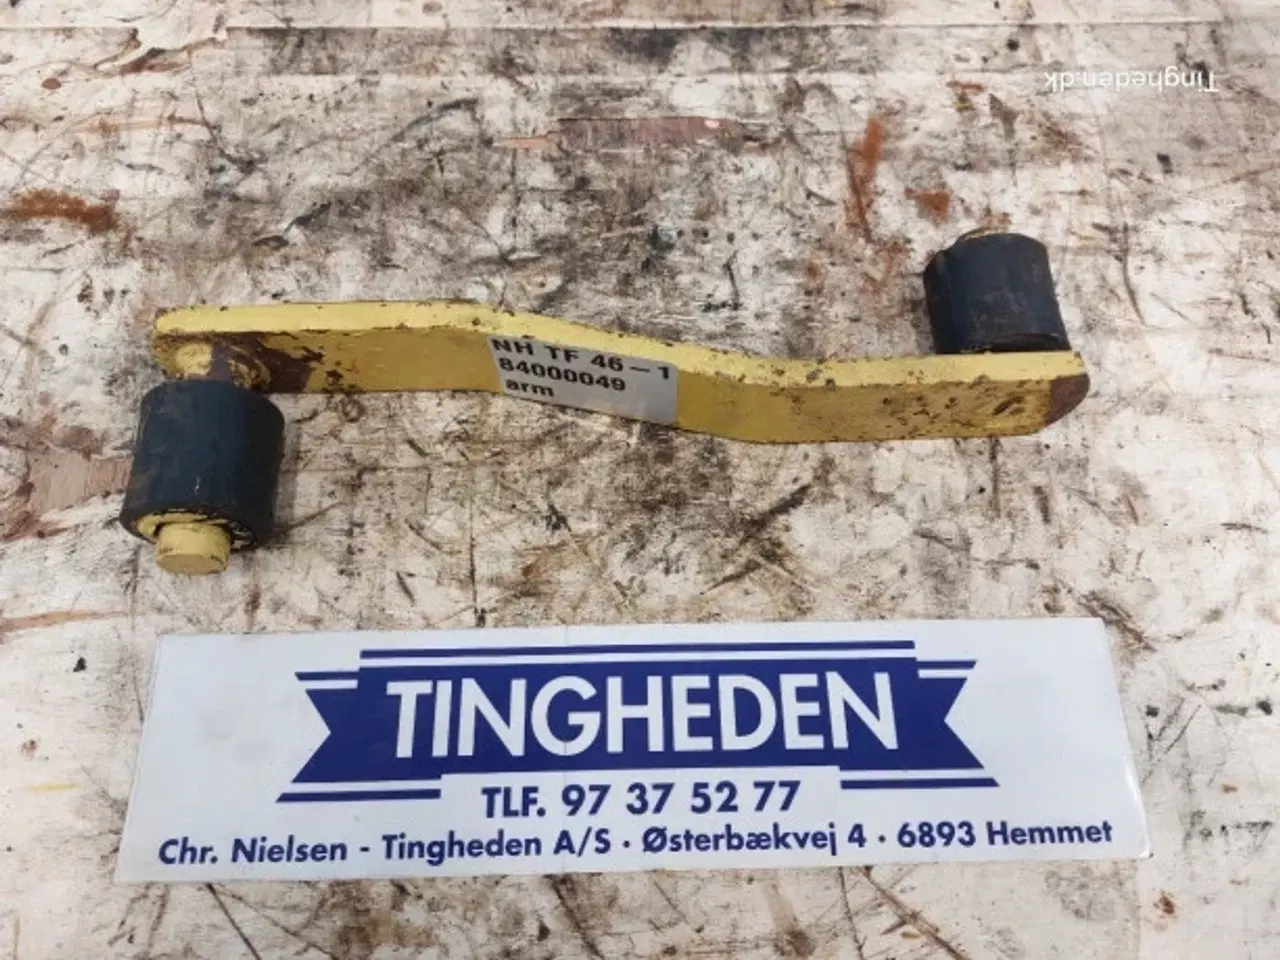 Tingheden.dk
NH TF 46-1
84000049
arm
TINGHEDEN
TLF. 97 37 52 77
Chr. Nielsen - Tingheden A/S · Østerbækvej 4 · 6893 Hemmet